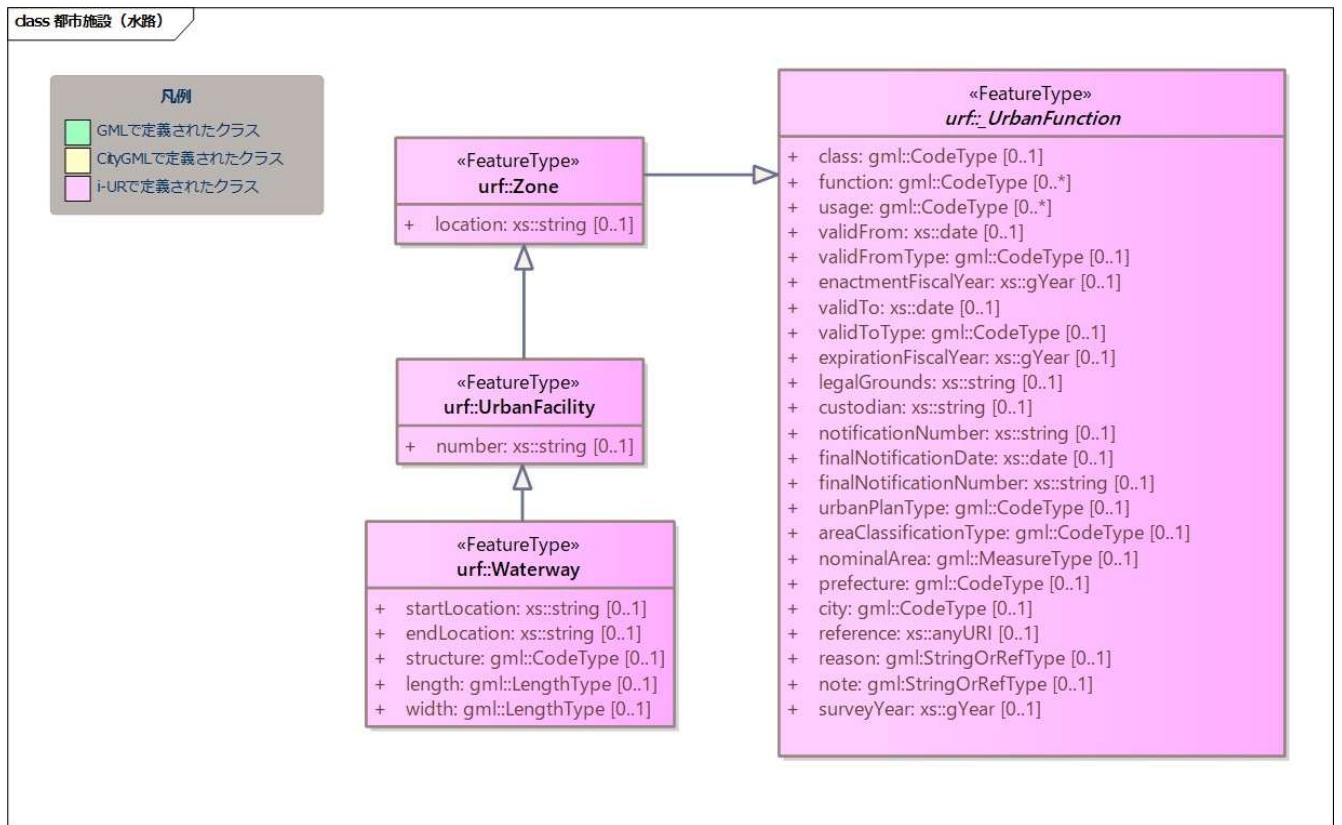 class 都市施設（水路）
凡例
GMLで定義されたクラス
CityGMLで定義されたクラス
i-URで定義されたクラス
«FeatureType»
urf::Zone
+ location: xs::string [0..1]
«FeatureType»
urf::UrbanFacility
+ number: xs::string [0..1]
«FeatureType»
urf::Waterway
+ startLocation: xs::string [0..1]
+ endLocation: xs::string [0..1]
+ structure: gml::CodeType [0..1]
+ length: gml::LengthType [0..1]
+ width: gml::LengthType [0..1]
«FeatureType»
urf::_UrbanFunction
+ class: gml::CodeType [0..1]
+ function: gml::CodeType [0..*]
+ usage: gml::CodeType [0..*]
+ validFrom: xs::date [0..1]
+ validFromType: gml::CodeType [0..1]
+ enactmentFiscalYear: xs::gYear [0..1]
+ validTo: xs::date [0..1]
+ validToType: gml::CodeType [0..1]
+ expirationFiscalYear: xs::gYear [0..1]
+ legalGrounds: xs::string [0..1]
+ custodian: xs::string [0..1]
+ notificationNumber: xs::string [0..1]
+ finalNotificationDate: xs::date [0..1]
+ finalNotificationNumber: xs::string [0..1]
+ urbanPlanType: gml::CodeType [0..1]
+ areaClassificationType: gml::CodeType [0..1]
+ nominalArea: gml::MeasureType [0..1]
+ prefecture: gml::CodeType [0..1]
+ city: gml::CodeType [0..1]
+ reference: xs::anyURI [0..1]
+ reason: gml:StringOrRefType [0..1]
+ note: gml:StringOrRefType [0..1]
+ surveyYear: xs::gYear [0..1]